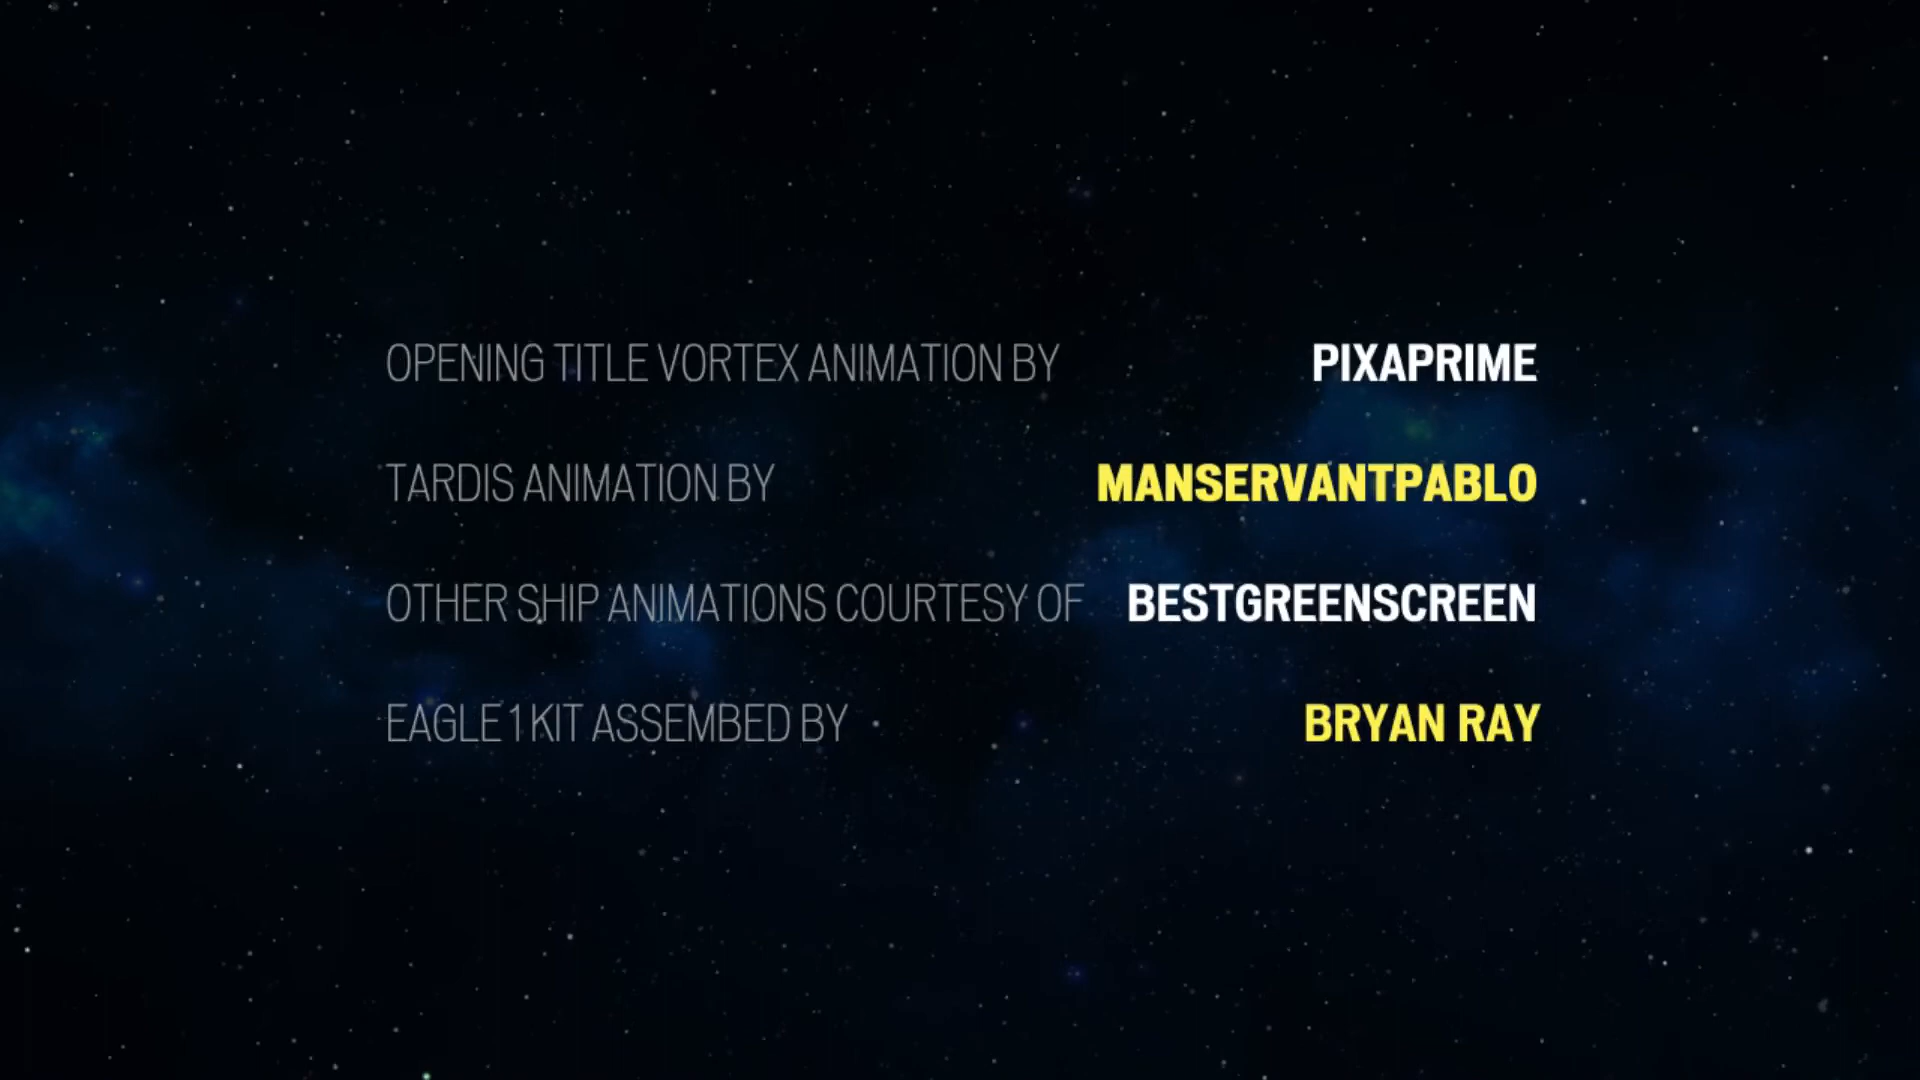 OPENING TITLE VORTEX ANIMATION BY PIXAPRIME
TARDIS ANIMATION BY MANSERVANTPABLO
OTHER SHIP ANIMATIONS COURTESY OF BESTGREENSCREEN
EAGLE 1 KIT ASSEMBED BY BRYAN RAY